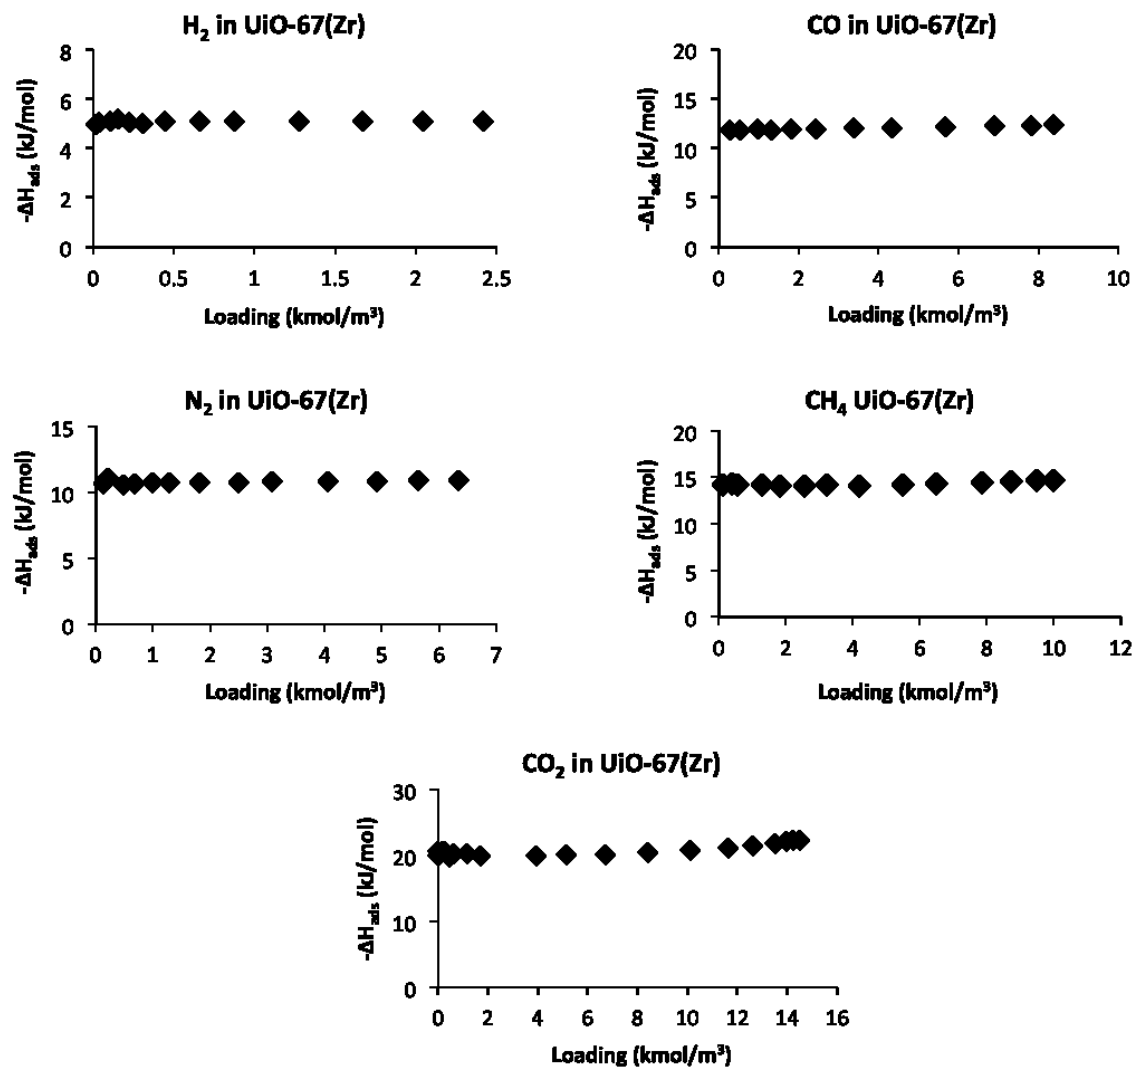 H₂ in UiO-67(Zr)
8
6
4
2
0
-ΔHₐdₛ (kJ/mol)
0 0.5 1 1.5 2 2.5
Loading (kmol/m³)
CO in UiO-67(Zr)
20
15
10
5
0
-ΔHₐdₛ (kJ/mol)
0 2 4 6 8 10
Loading (kmol/m³)
N₂ in UiO-67(Zr)
15
10
5
0
-ΔHₐdₛ (kJ/mol)
0 1 2 3 4 5 6 7
Loading (kmol/m³)
CH₄ UiO-67(Zr)
20
15
10
5
0
-ΔHₐdₛ (kJ/mol)
0 2 4 6 8 10 12
Loading (kmol/m³)
CO₂ in UiO-67(Zr)
30
20
10
0
-ΔHₐdₛ (kJ/mol)
0 2 4 6 8 10 12 14 16
Loading (kmol/m³)